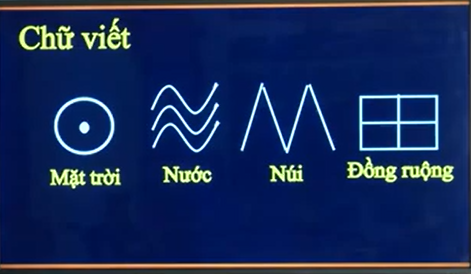 Chữ viết
Mặt trời Nước Núi Đồng ruộng